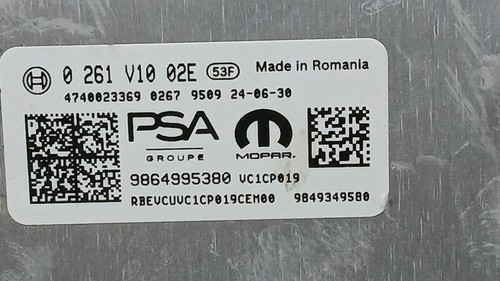 0 261 V10 02E 53F Made in Romania
4740023369 0267 9509 24-06-30
PSA
GROUPE
MOPAR.
9864995380 VC1CP019
RBEVCUVC1CP019CEM00 9849349580